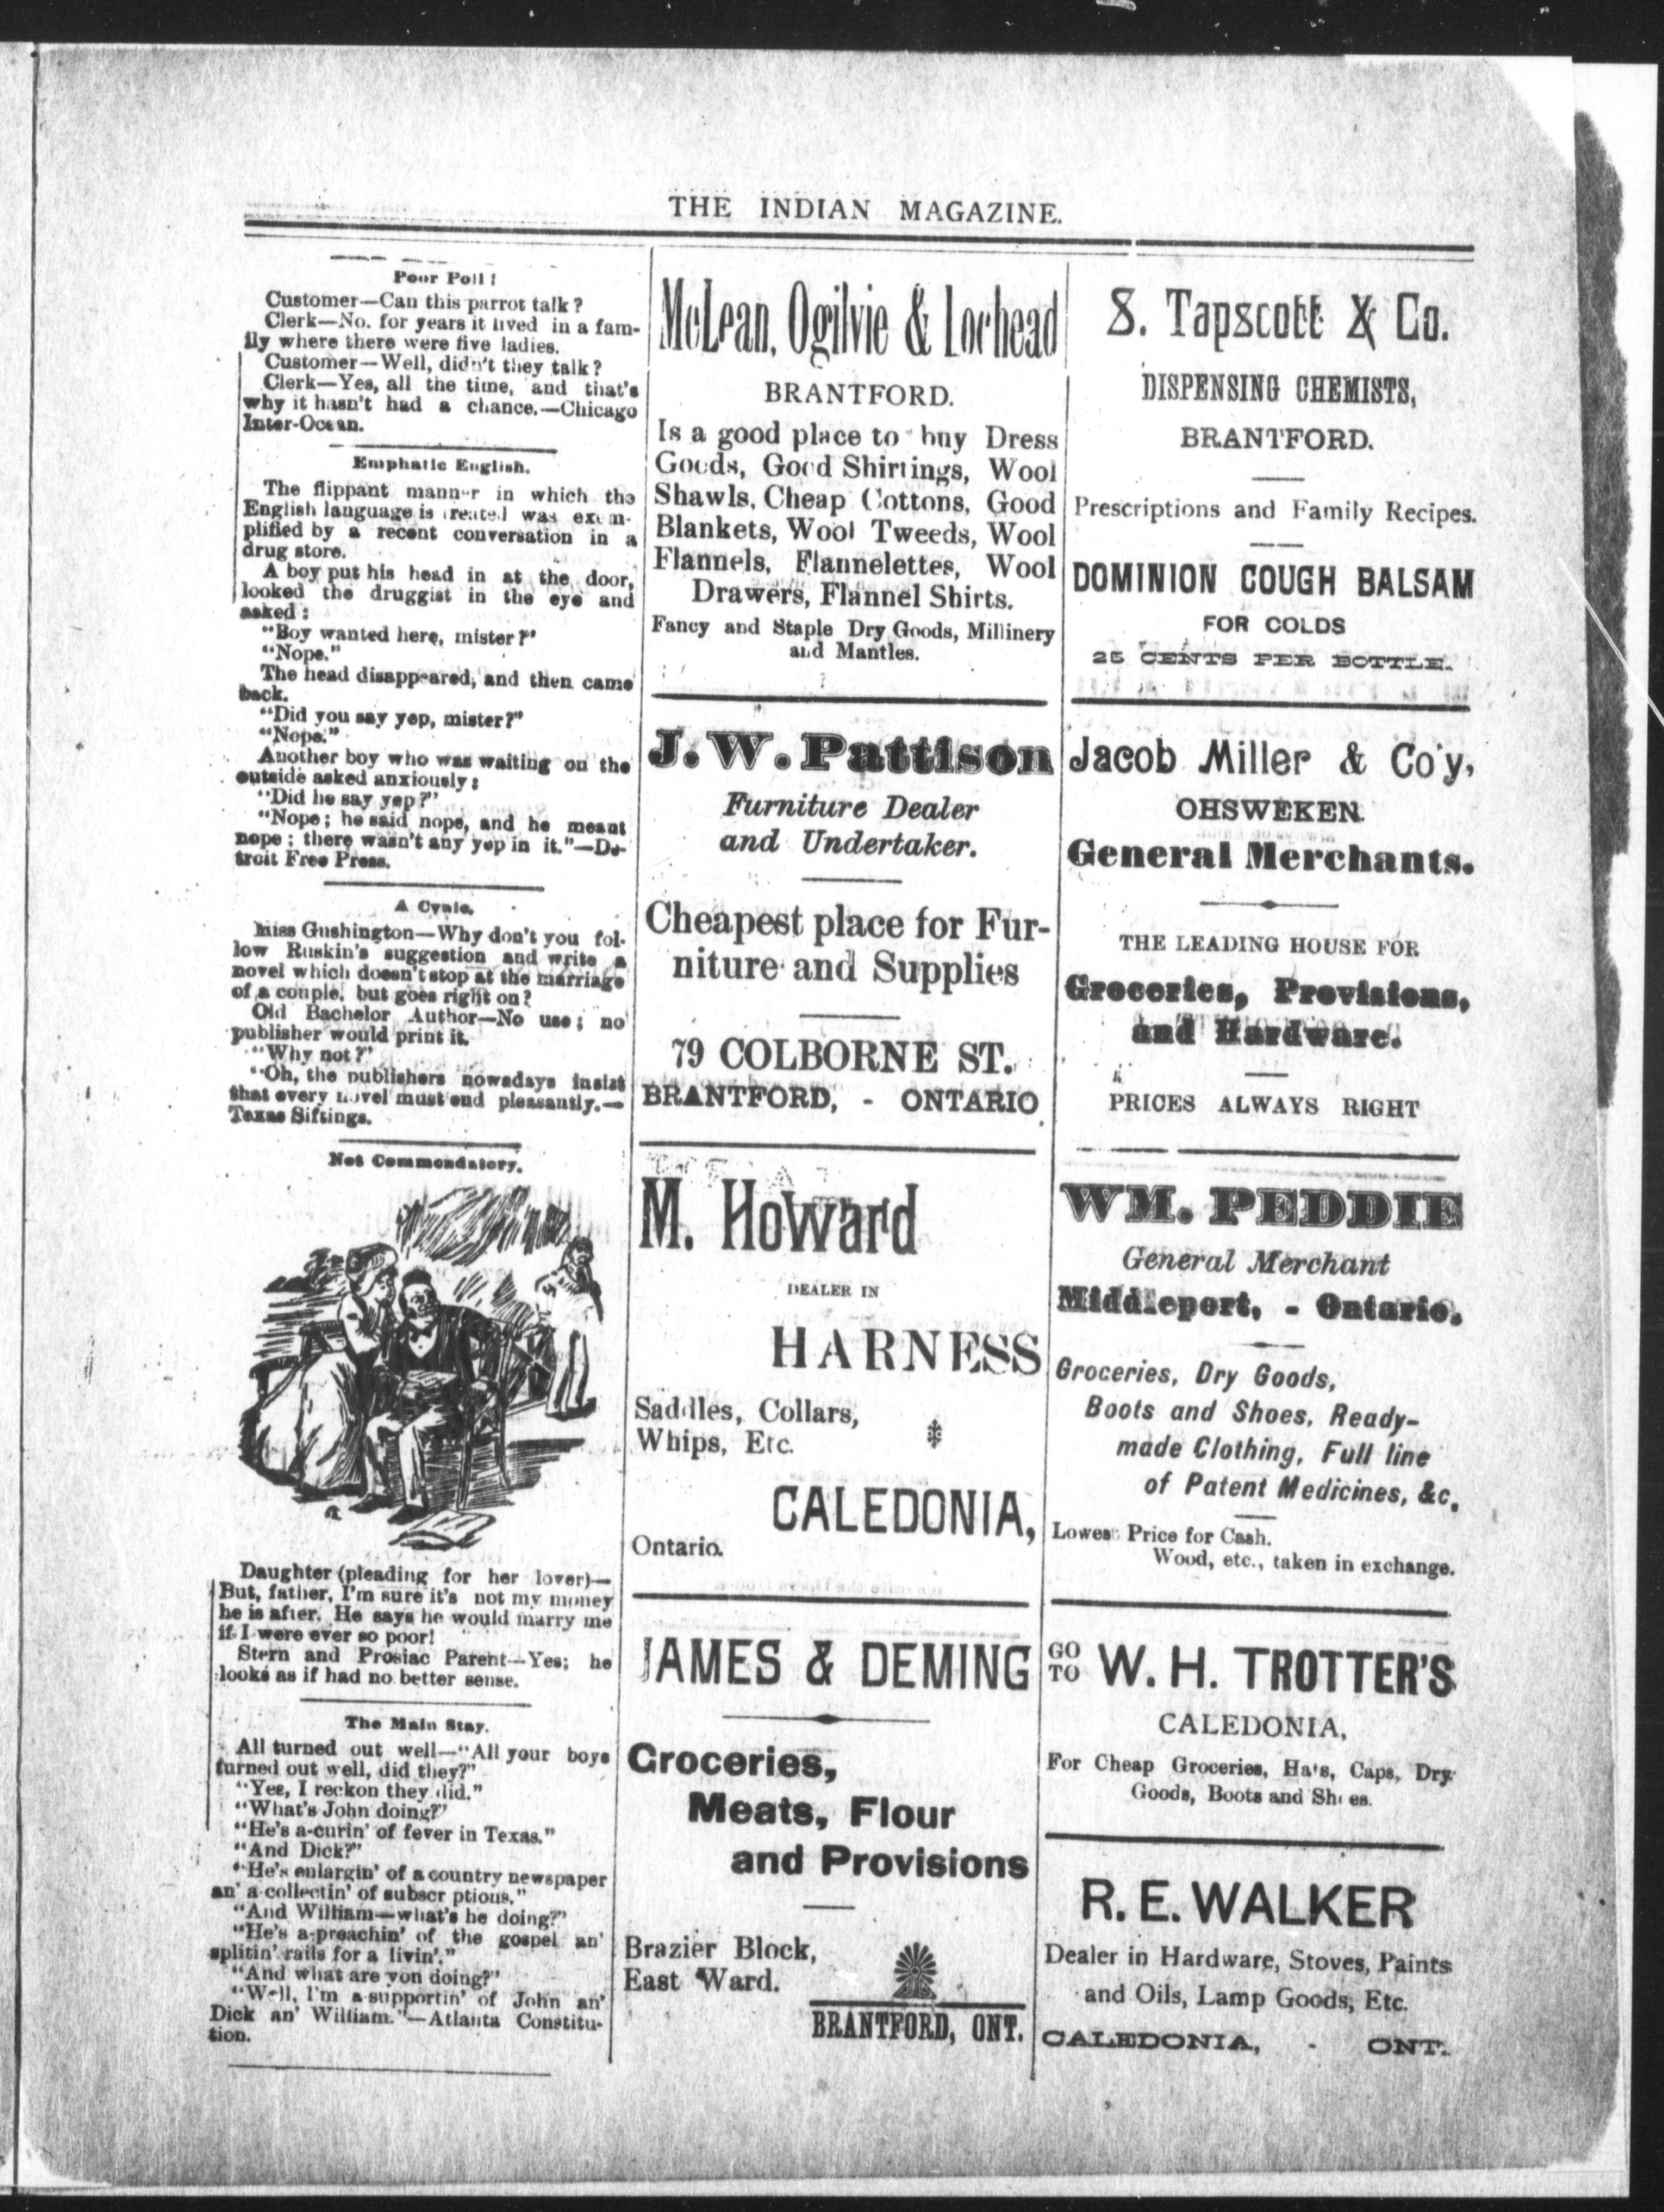 THE INDIAN MAGAZINE.
Poor Poll!
Customer—Can this parrot talk?
Clerk—No. for years it lived in a fam-
ily where there were five ladies.
Customer—Well, didn't they talk?
Clerk—Yes, all the time, and that's
why it hasn't had a chance.—Chicago
Inter-Ocean.
Emphatic English.
The flippant manner in which the
English language is treated was exem-
plified by a recent conversation in a
drug store.
A boy put his head in at the door,
looked the druggist in the eye and
asked:
"Boy wanted here, mister?"
"Nope."
The head disappeared, and then came
back.
"Did you say yep, mister?"
"Nope."
Another boy who was waiting on the
outside asked anxiously:
"Did he say yep?"
"Nope; he said nope, and he meant
nope; there wasn't any yep in it."—De-
troit Free Press.
A Cynic.
Miss Gushington—Why don't you fol-
low Ruskin's suggestion and write a
novel which doesn't stop at the marriage
of a couple, but goes right on?
Old Bachelor Author—No use; no
publisher would print it.
"Why not?"
"Oh, the publishers nowadays insist
that every novel must end pleasantly.—
Texas Siftings.
Not Commendatory.
Daughter (pleading for her lover)—
But, father, I'm sure it's not my money
he is after. He says he would marry me
if I were ever so poor!
Stern and Prosiac Parent—Yes; he
looks as if had no better sense.
The Main Stay.
All turned out well—"All your boys
turned out well, did they?"
"Yes, I reckon they did."
"What's John doing?"
"He's a-curin' of fever in Texas."
"And Dick?"
"He's enlargin' of a country newspaper
an' a-collectin' of subscr ptions."
"And William—what's he doing?"
"He's a-preachin' of the gospel an'
splitin' rails for a livin'."
"And what are you doing?"
"Well, I'm a-supportin' of John an'
Dick an' William."—Atlanta Constitu-
tion.
McLean, Ogilvie & Lochead
BRANTFORD.
Is a good place to buy Dress
Goods, Good Shirtings, Wool
Shawls, Cheap Cottons, Good
Blankets, Wool Tweeds, Wool
Flannels, Flannelettes, Wool
Drawers, Flannel Shirts.
Fancy and Staple Dry Goods, Millinery
and Mantles.
J. W. Pattison
Furniture Dealer
and Undertaker.
Cheapest place for Fur-
niture and Supplies
79 COLBORNE ST.
BRANTFORD, - ONTARIO
M. Howard
DEALER IN
HARNESS
Saddles, Collars,
Whips, Etc.
CALEDONIA,
Ontario.
JAMES & DEMING
Groceries,
Meats, Flour
and Provisions
Brazier Block,
East Ward.
BRANTFORD, ONT.
S. Tapscott & Co.
DISPENSING CHEMISTS,
BRANTFORD.
Prescriptions and Family Recipes.
DOMINION COUGH BALSAM
FOR COLDS
25 CENTS PER BOTTLE.
Jacob Miller & Co'y,
OHSWEKEN.
General Merchants.
THE LEADING HOUSE FOR
Groceries, Provisions,
and Hardware.
PRICES ALWAYS RIGHT
WM. PEDDIE
General Merchant
Middleport, - Ontario.
Groceries, Dry Goods,
Boots and Shoes, Ready-
made Clothing, Full line
of Patent Medicines, &c.
Lowest Price for Cash.
Wood, etc., taken in exchange.
GO
TO W. H. TROTTER'S
CALEDONIA,
For Cheap Groceries, Hats, Caps, Dry
Goods, Boots and Shoes.
R. E. WALKER
Dealer in Hardware, Stoves, Paints
and Oils, Lamp Goods, Etc.
CALEDONIA, - ONT.